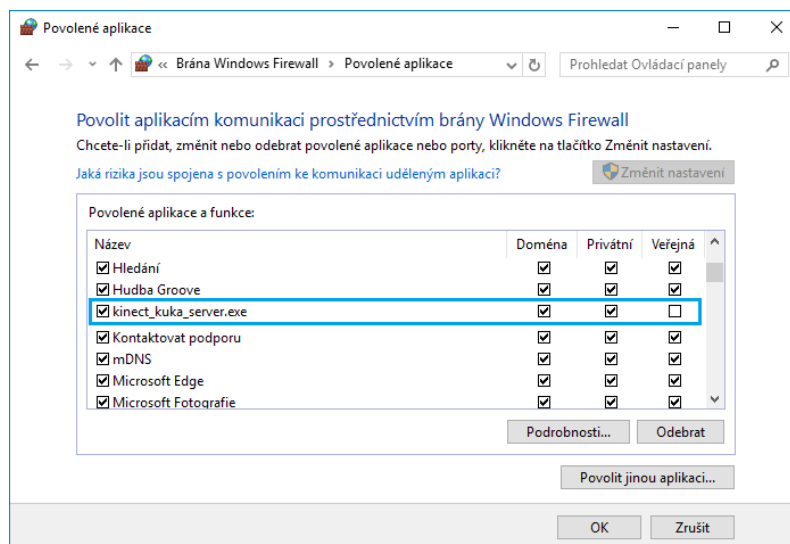 Povolené aplikace
« Brána Windows Firewall › Povolené aplikace
Prohledat Ovládací panely
Povolit aplikacím komunikaci prostřednictvím brány Windows Firewall
Chcete-li přidat, změnit nebo odebrat povolené aplikace nebo porty, klikněte na tlačítko Změnit nastavení.
Jaká rizika jsou spojena s povolením ke komunikaci uděleným aplikaci?
Změnit nastavení
Povolené aplikace a funkce:
Název Doména Privátní Veřejná
Hledání
Hudba Groove
kinect_kuka_server.exe
Kontaktovat podporu
mDNS
Microsoft Edge
Microsoft Fotografie
Podrobnosti... Odebrat
Povolit jinou aplikaci...
OK Zrušit